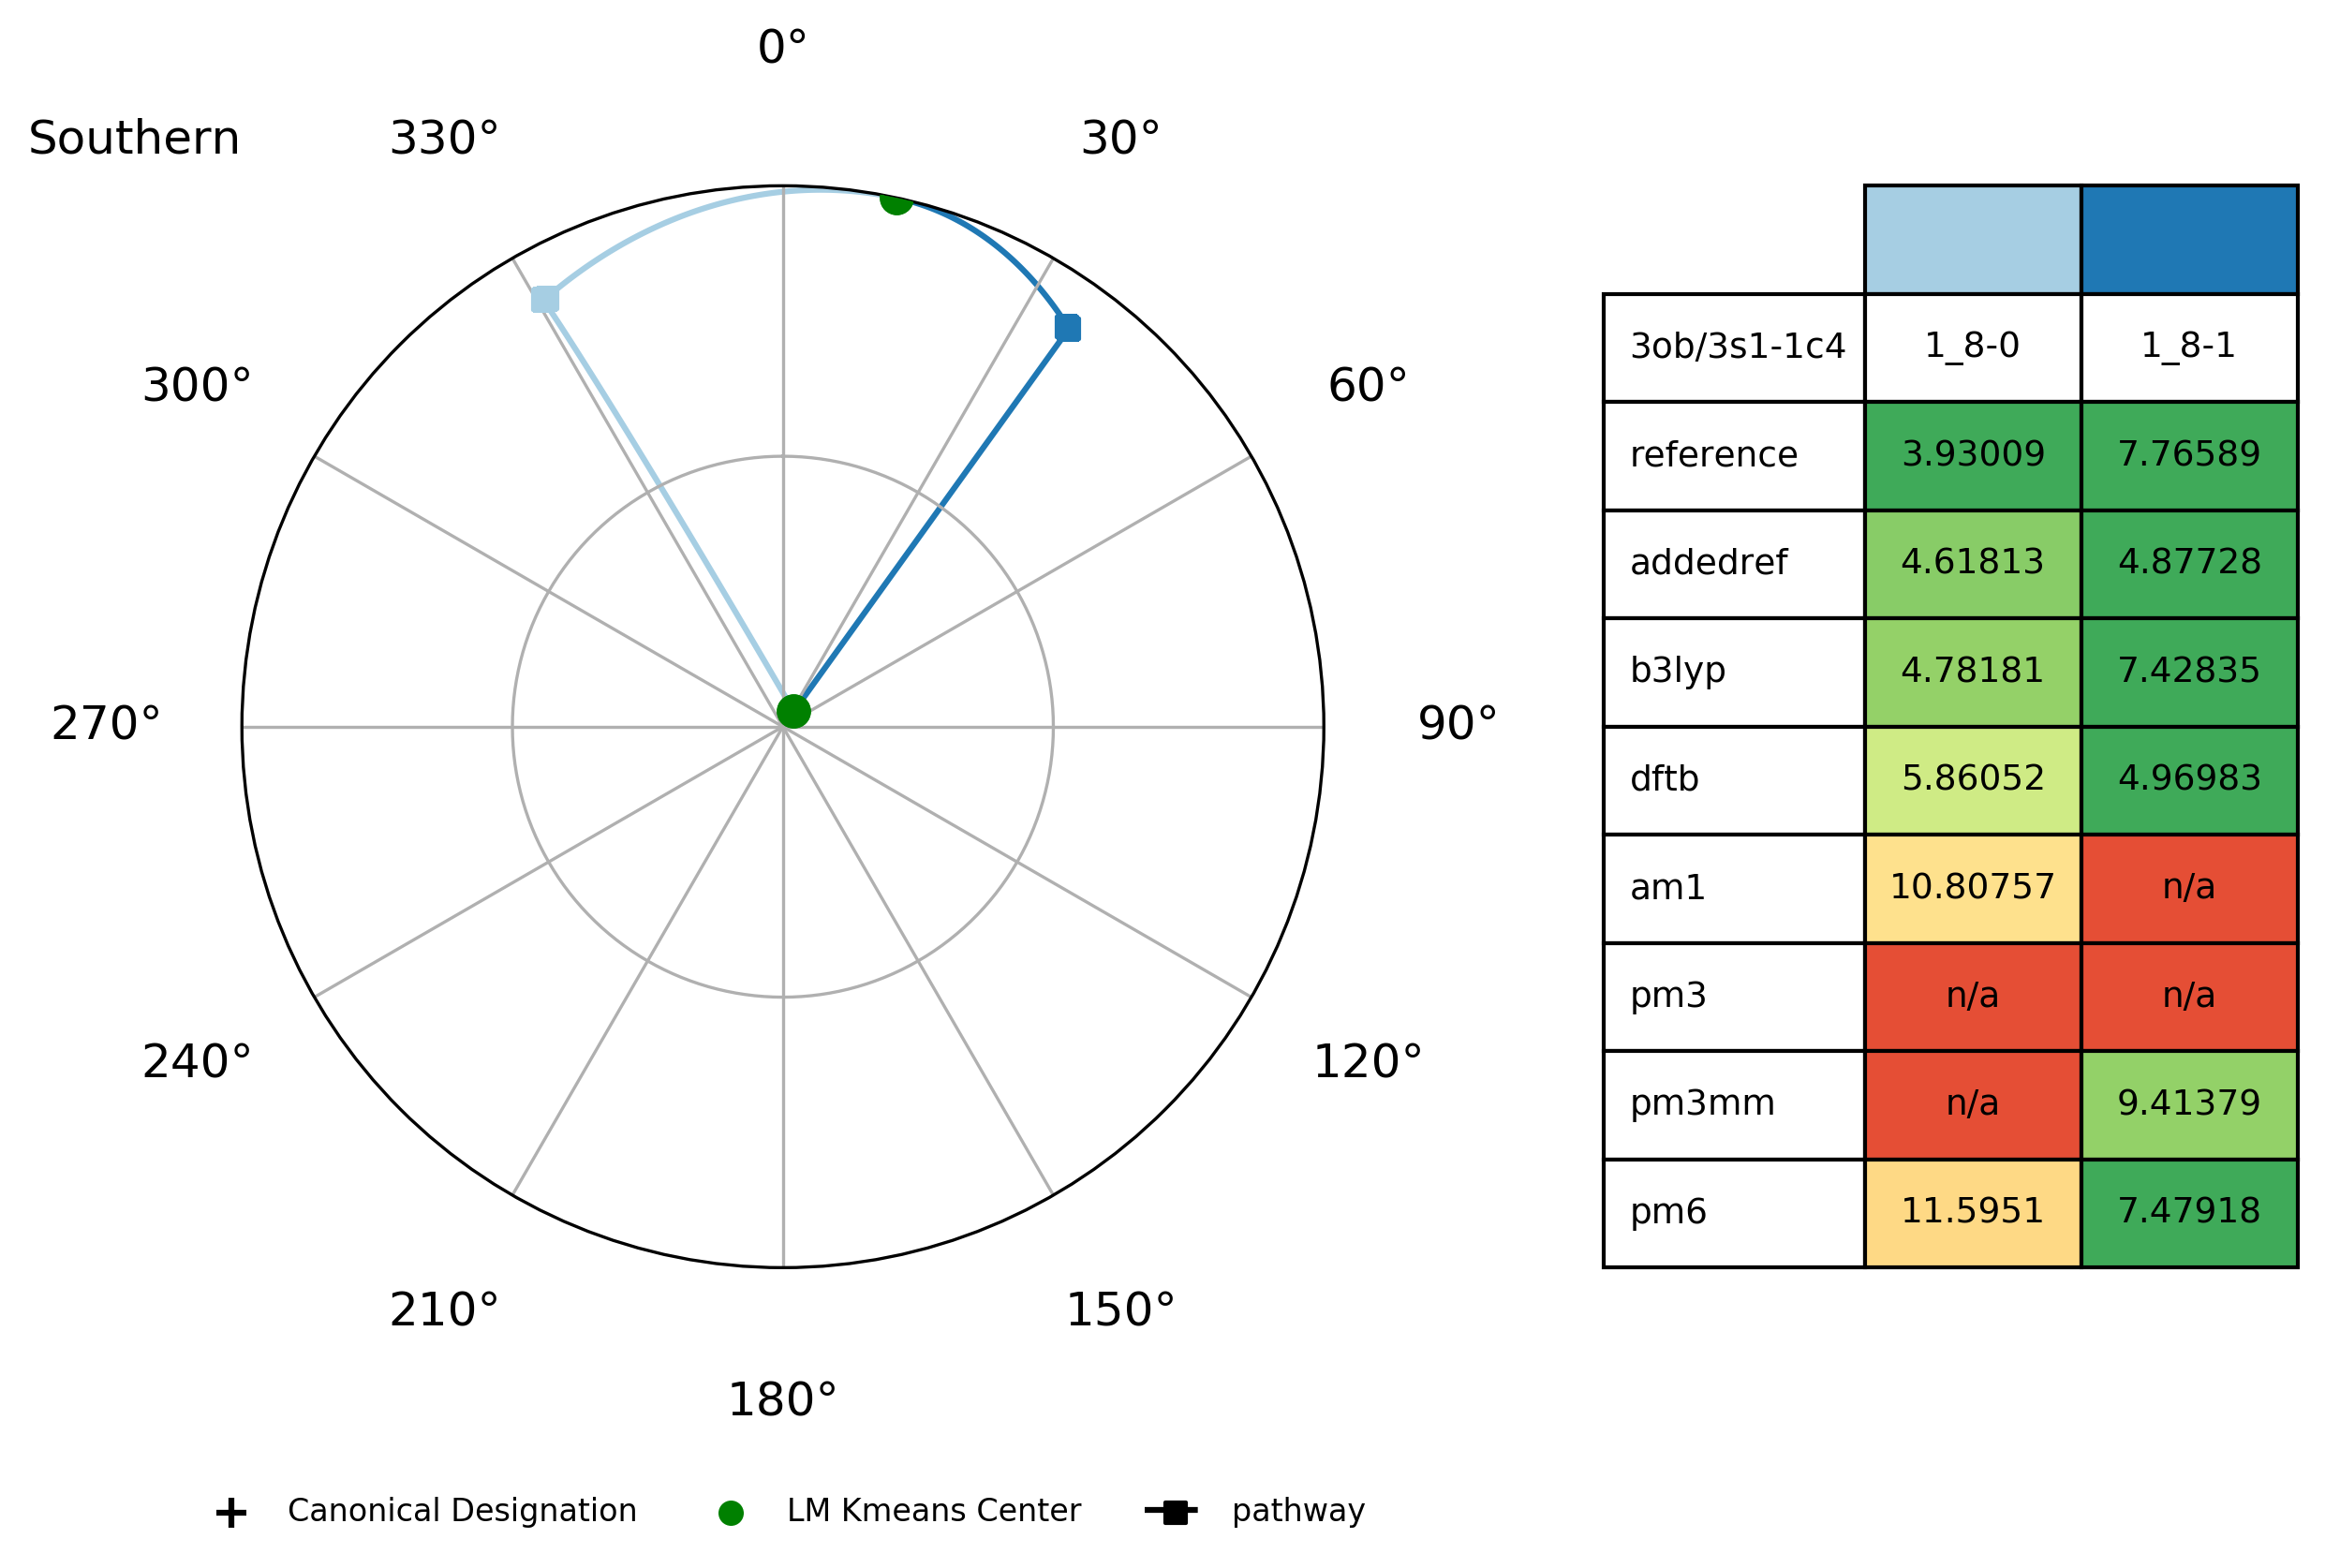 0°
Southern 330° 30°
300° 60°
270° 90°
240° 120°
210° 150°
180°
3ob/3s1-1c4 1_8-0 1_8-1
reference 3.93009 7.76589
addedref 4.61813 4.87728
b3lyp 4.78181 7.42835
dftb 5.86052 4.96983
am1 10.80757 n/a
pm3 n/a n/a
pm3mm n/a 9.41379
pm6 11.5951 7.47918
Canonical Designation LM Kmeans Center pathway